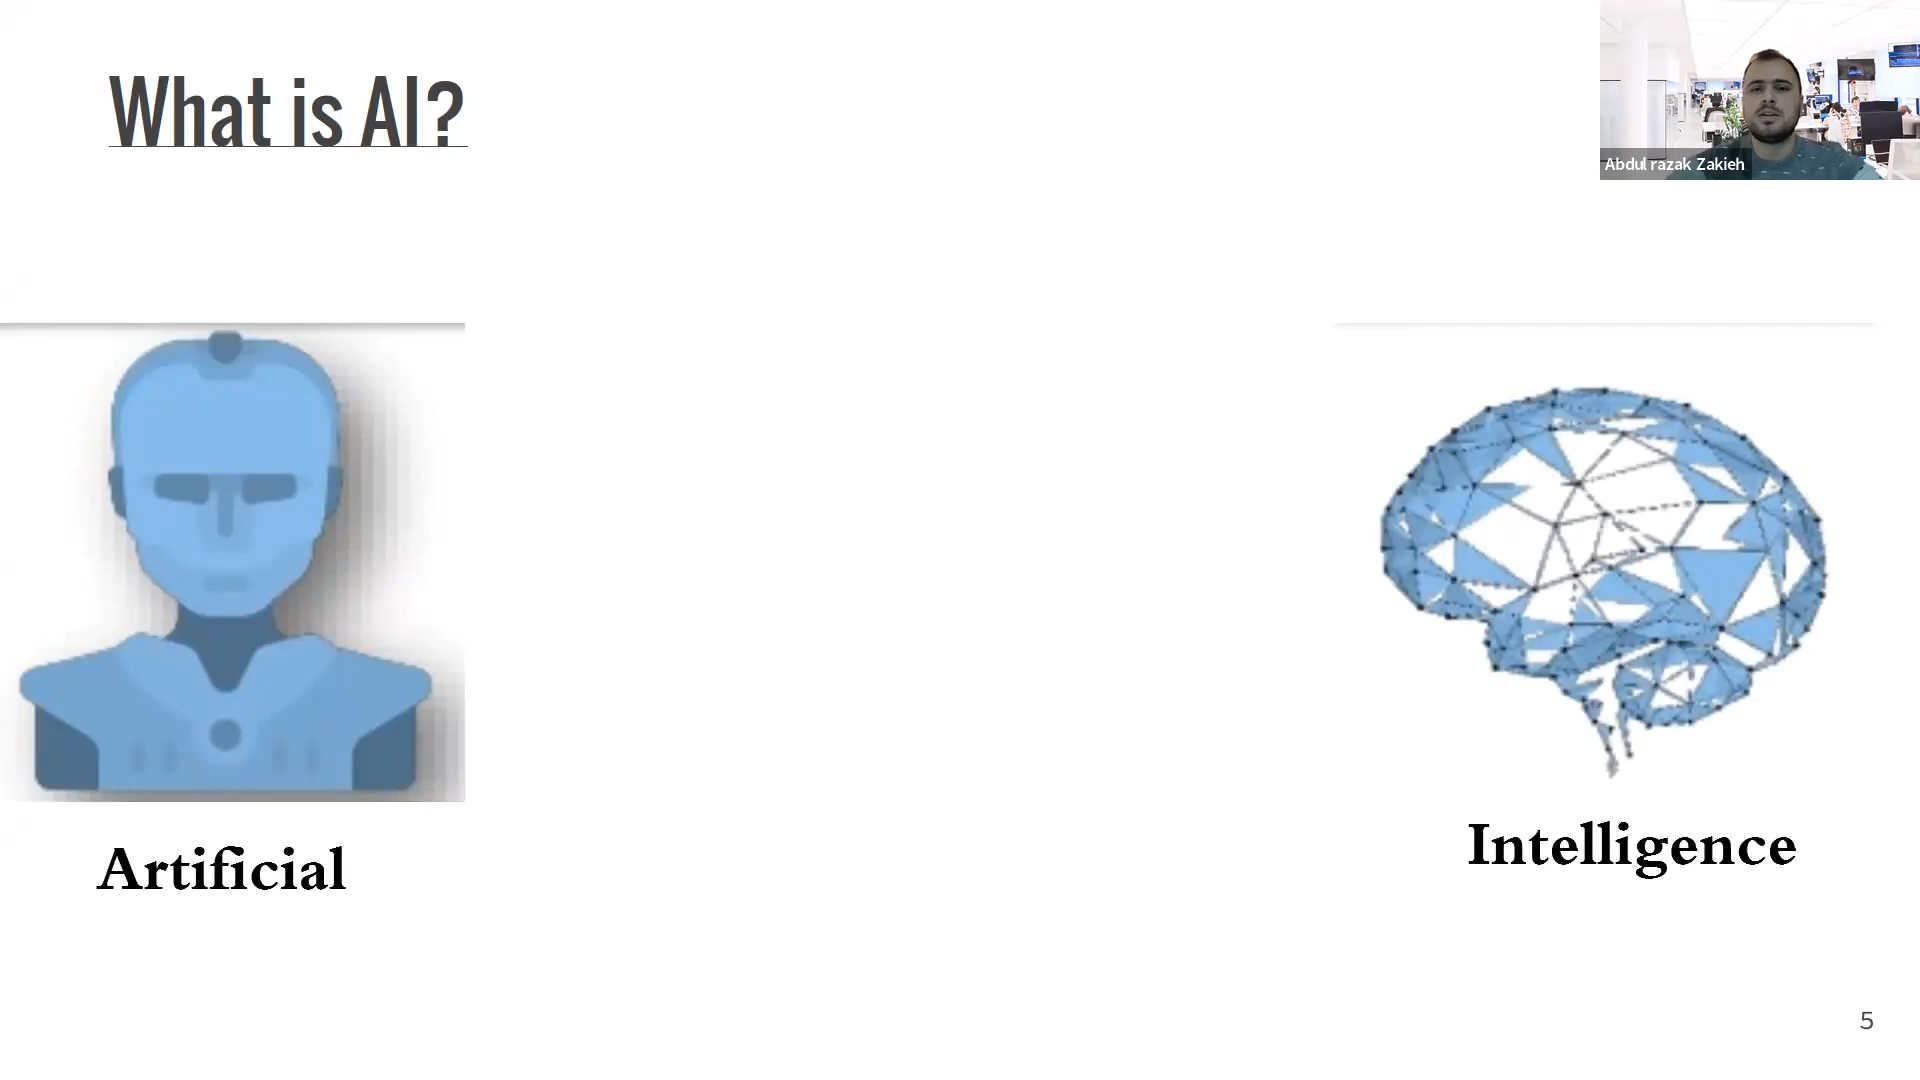 What is AI?
Abdul razak Zakieh
Artificial
Intelligence
5